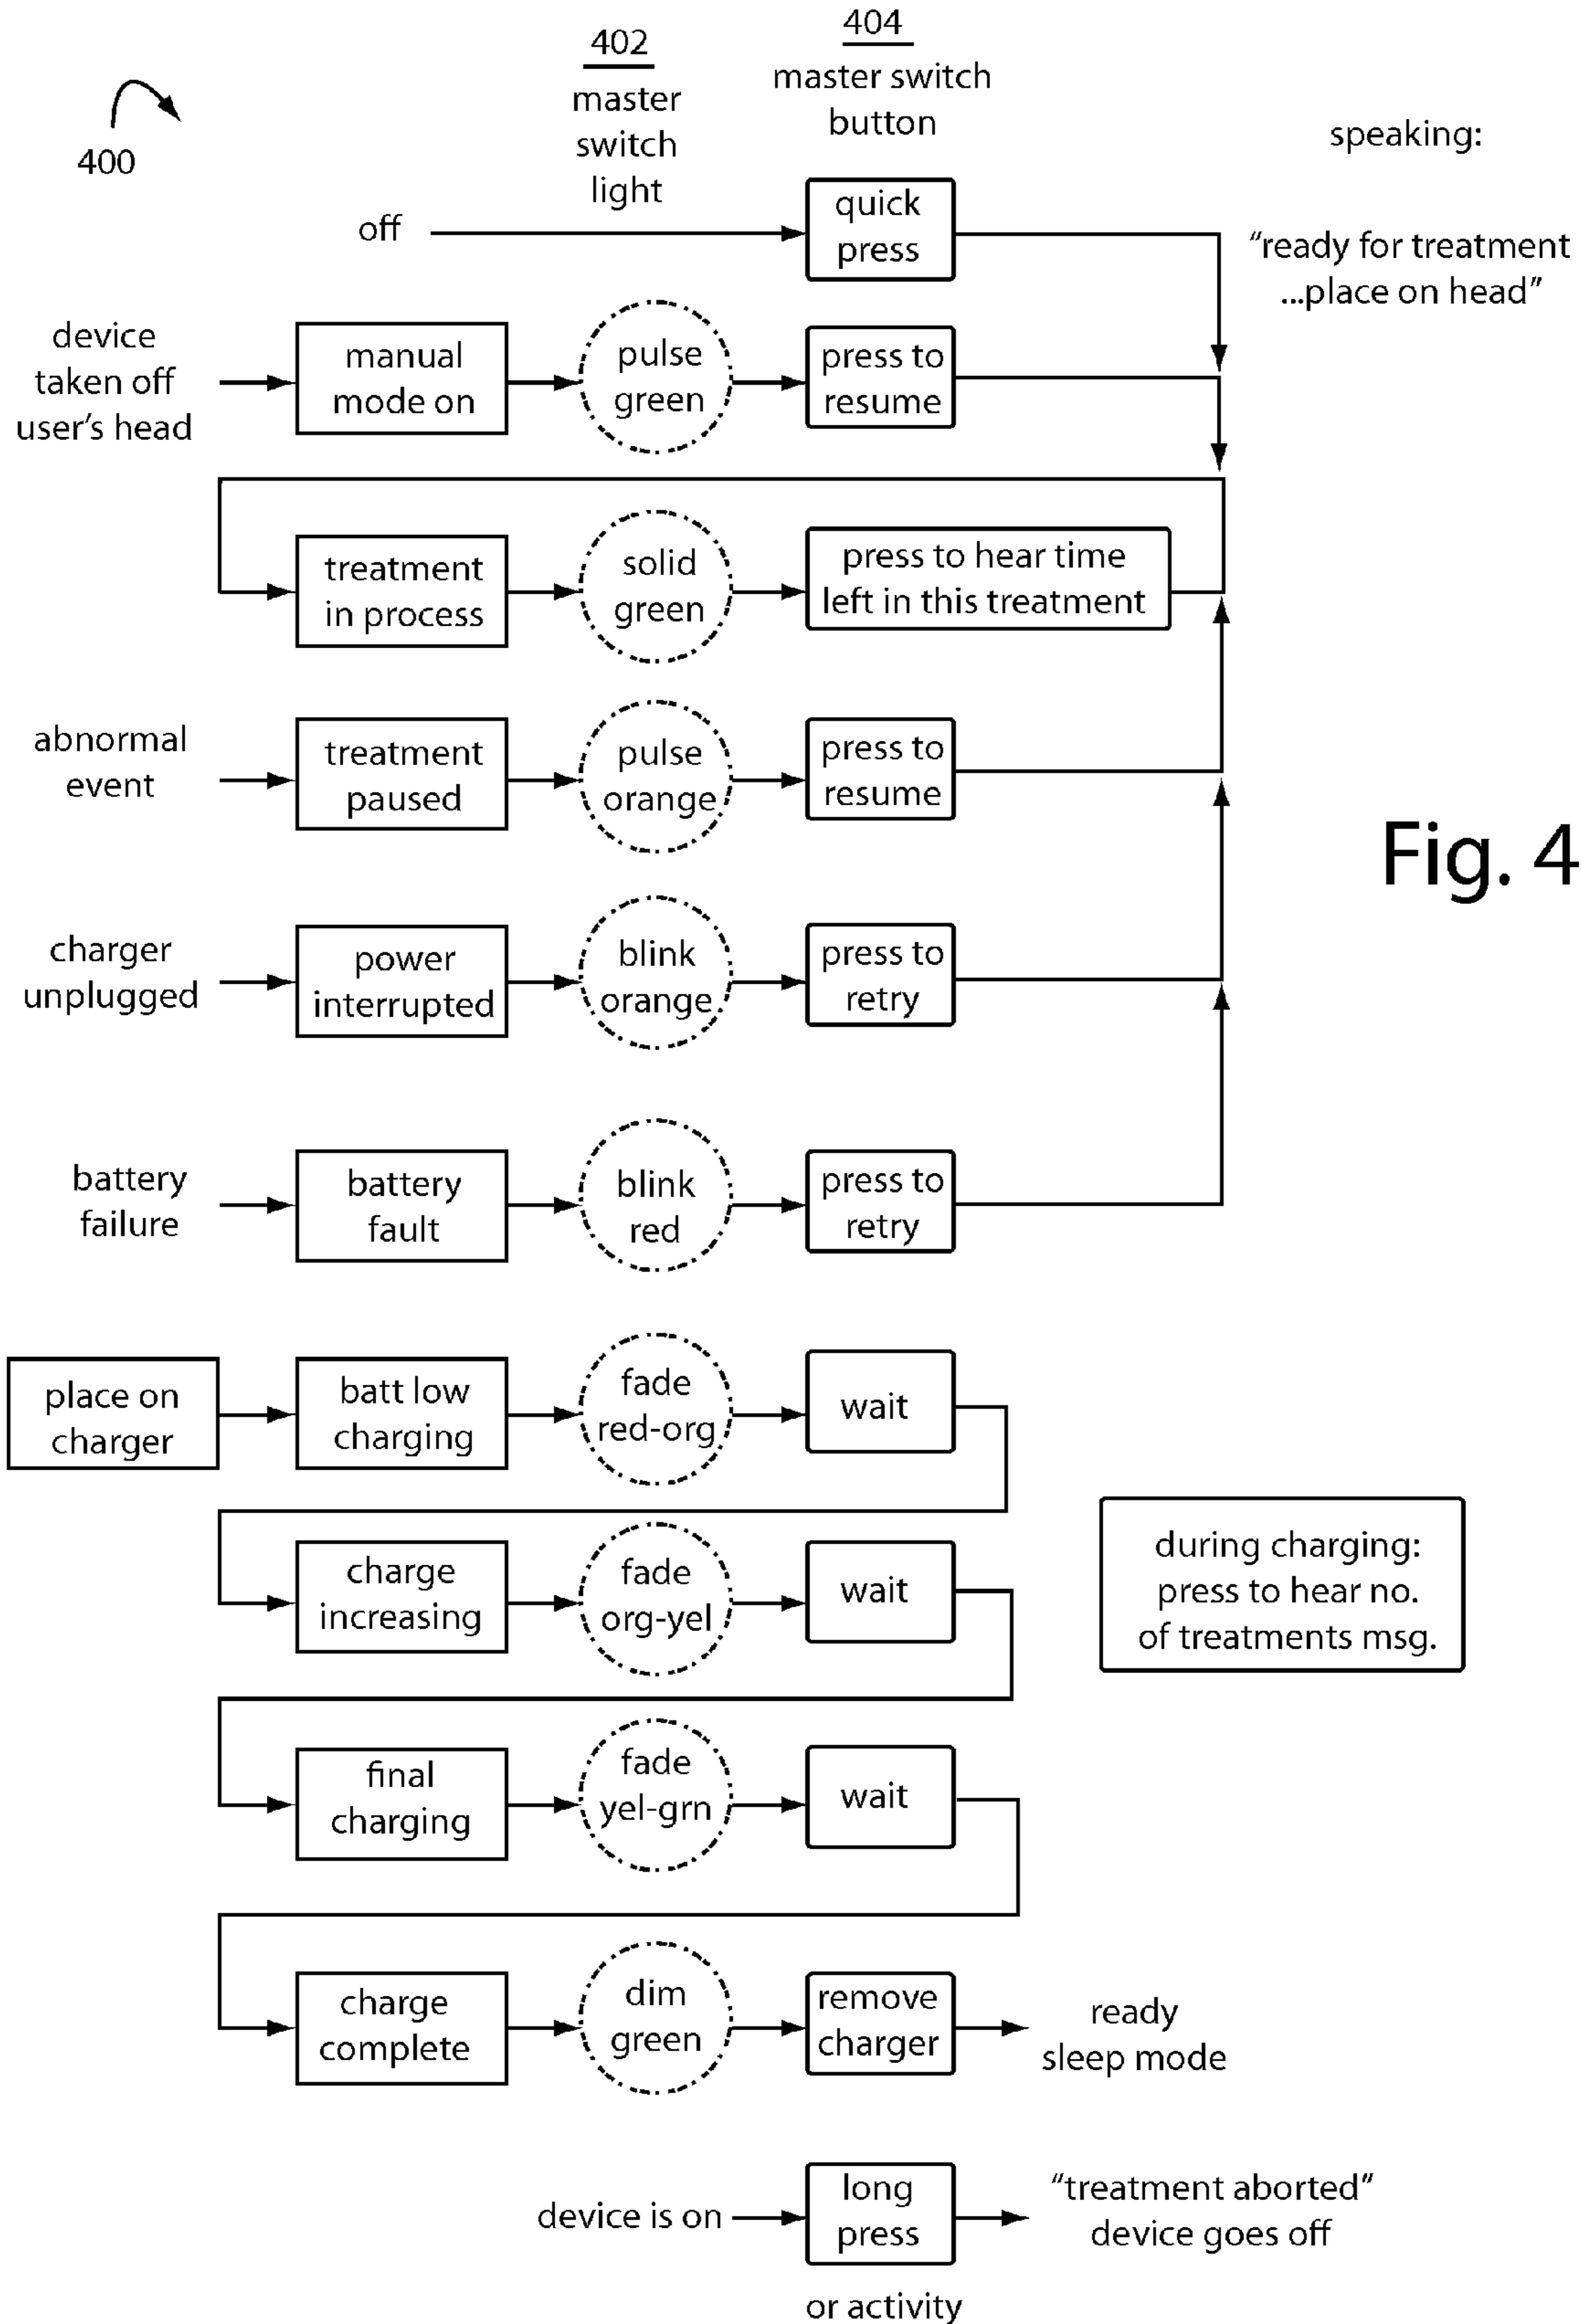 400
402
master
switch
light
404
master switch
button
speaking:
off
quick
press
“ready for treatment
...place on head”
device
taken off
user’s head
manual
mode on
pulse
green
press to
resume
treatment
in process
solid
green
press to hear time
left in this treatment
abnormal
event
treatment
paused
pulse
orange
press to
resume
Fig. 4
charger
unplugged
power
interrupted
blink
orange
press to
retry
battery
failure
battery
fault
blink
red
press to
retry
place on
charger
batt low
charging
fade
red-org
wait
charge
increasing
fade
org-yel
wait
during charging:
press to hear no.
of treatments msg.
final
charging
fade
yel-grn
wait
charge
complete
dim
green
remove
charger
ready
sleep mode
device is on
long
press
“treatment aborted”
device goes off
or activity